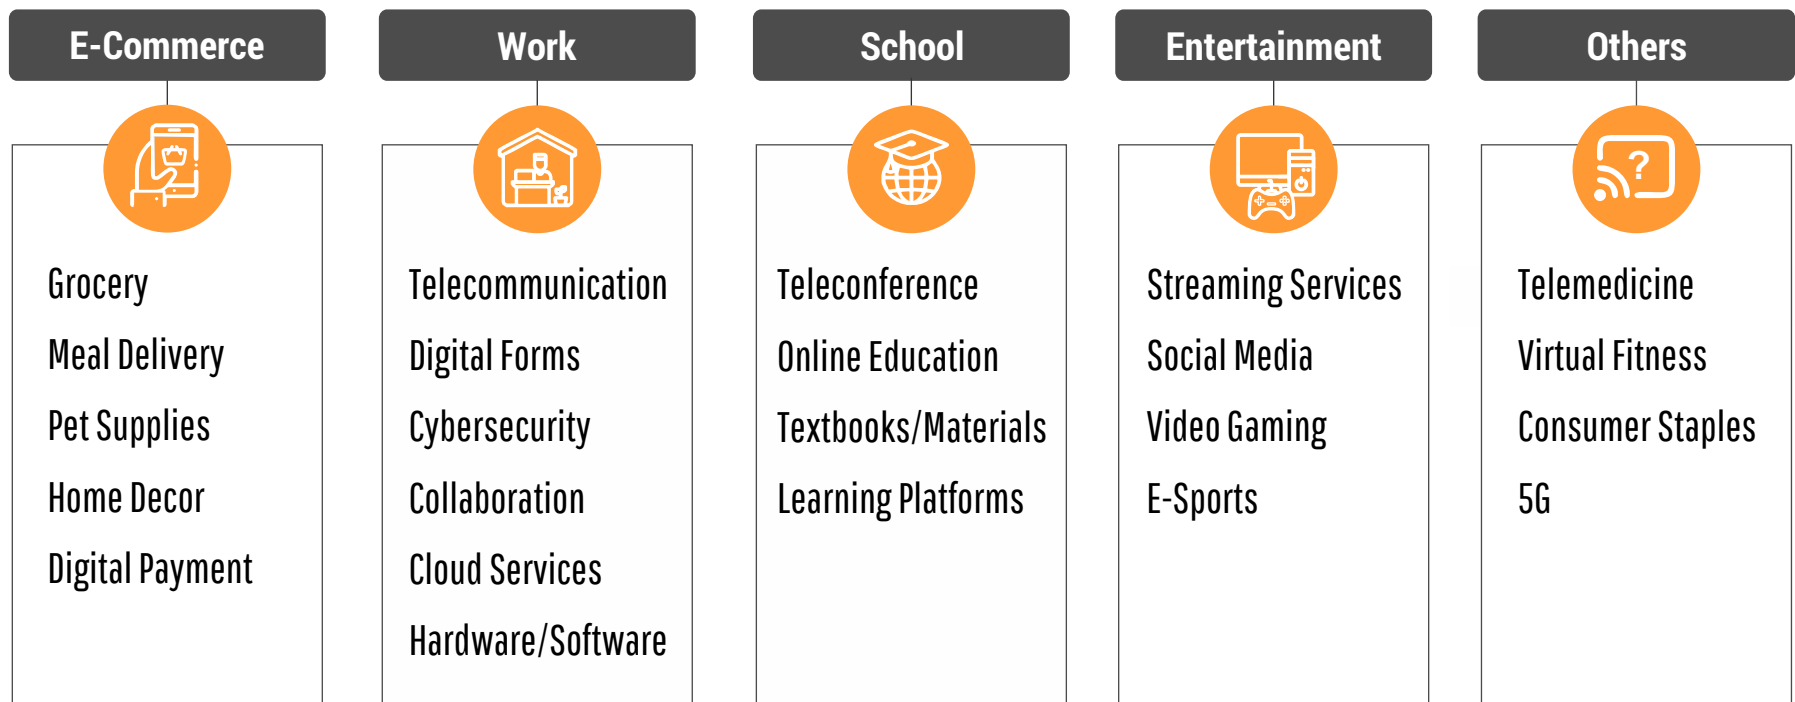 E-Commerce
Grocery
Meal Delivery
Pet Supplies
Home Decor
Digital Payment
Work
Telecommunication
Digital Forms
Cybersecurity
Collaboration
Cloud Services
Hardware/Software
School
Teleconference
Online Education
Textbooks/Materials
Learning Platforms
Entertainment
Streaming Services
Social Media
Video Gaming
E-Sports
Others
?
Telemedicine
Virtual Fitness
Consumer Staples
5G